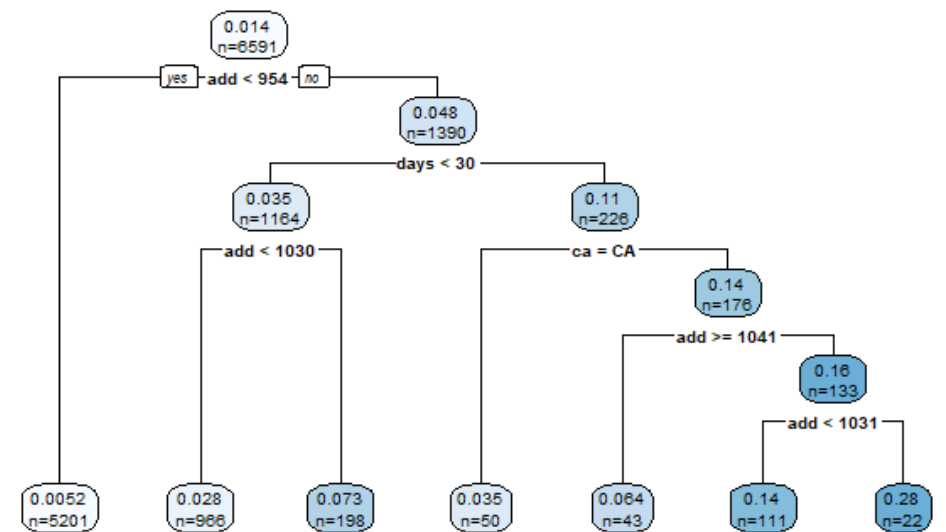 0.014
n=6591
yes add < 954 no
0.048
n=1390
days < 30
0.035
n=1164
0.11
n=226
add < 1030
ca = CA
0.14
n=176
add >= 1041
0.16
n=133
add < 1031
0.0052
n=5201
0.028
n=966
0.073
n=198
0.035
n=50
0.064
n=43
0.14
n=111
0.28
n=22